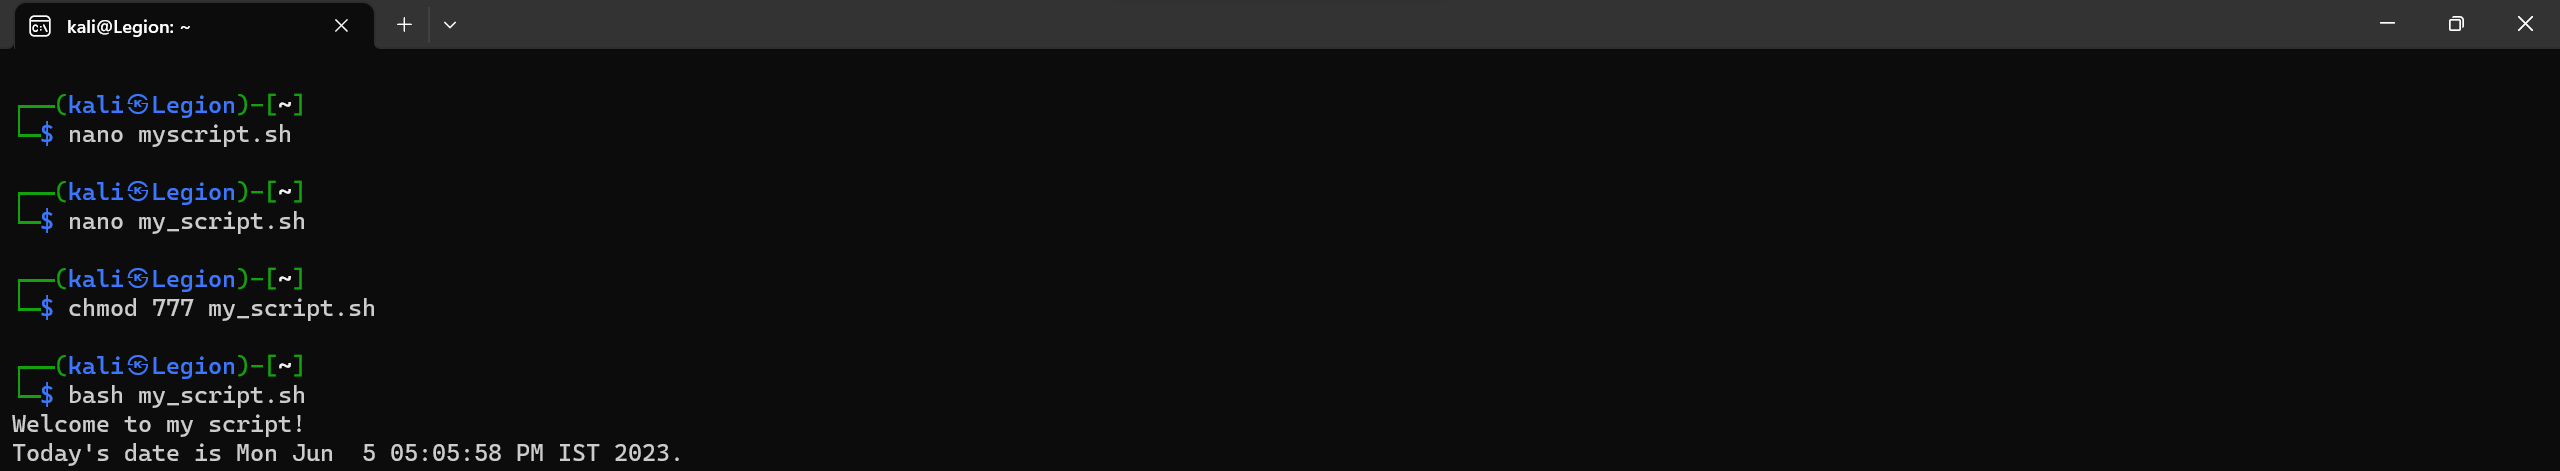 kali@Legion: ~
┌──(kali㉿Legion)-[~]
└─$ nano myscript.sh
┌──(kali㉿Legion)-[~]
└─$ nano my_script.sh
┌──(kali㉿Legion)-[~]
└─$ chmod 777 my_script.sh
┌──(kali㉿Legion)-[~]
└─$ bash my_script.sh
Welcome to my script!
Today's date is Mon Jun  5 05:05:58 PM IST 2023.